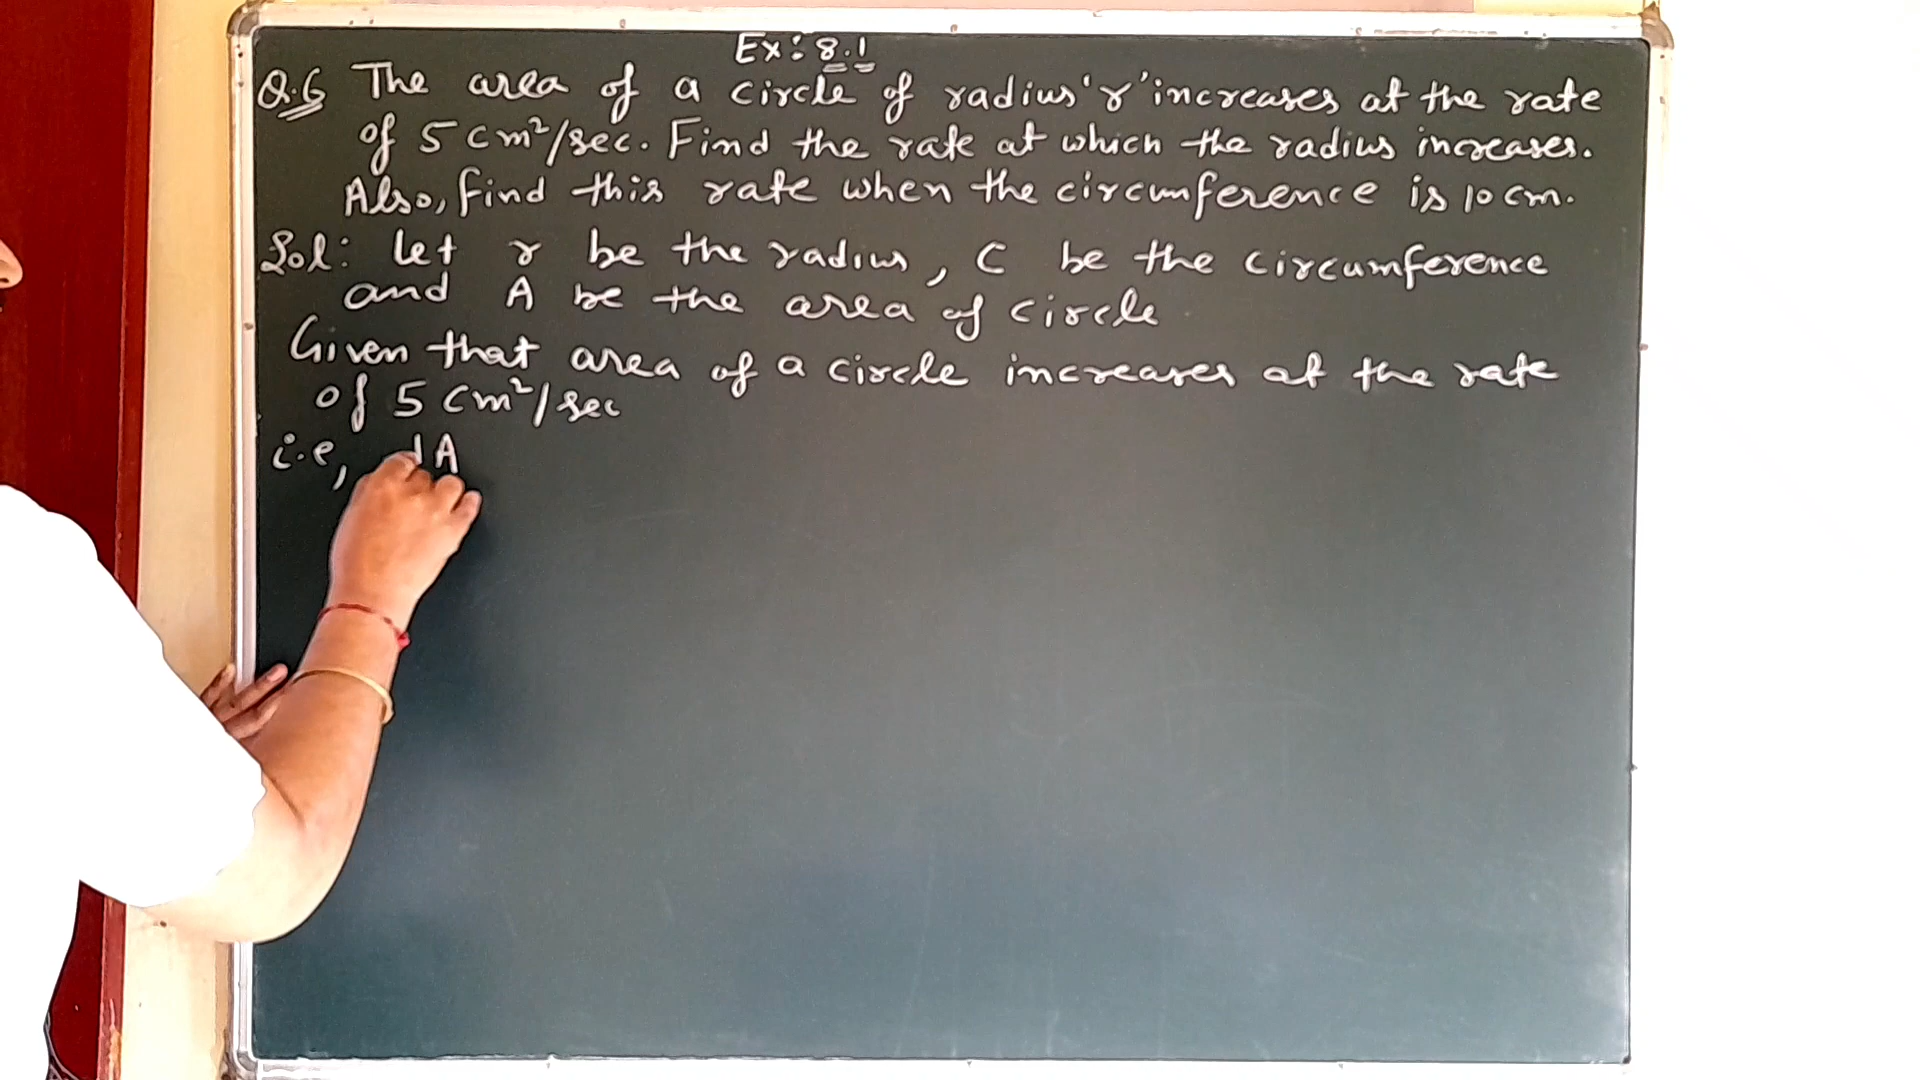 Ex: 8.1
Q.6 The area of a circle of radius 'r' increases at the rate
of 5 cm²/sec. Find the rate at which the radius increases.
Also, find this rate when the circumference is 10 cm.
Sol: Let r be the radius, C be the circumference
and A be the area of circle
Given that area of a circle increases at the rate
of 5 cm²/sec
i.e, dA